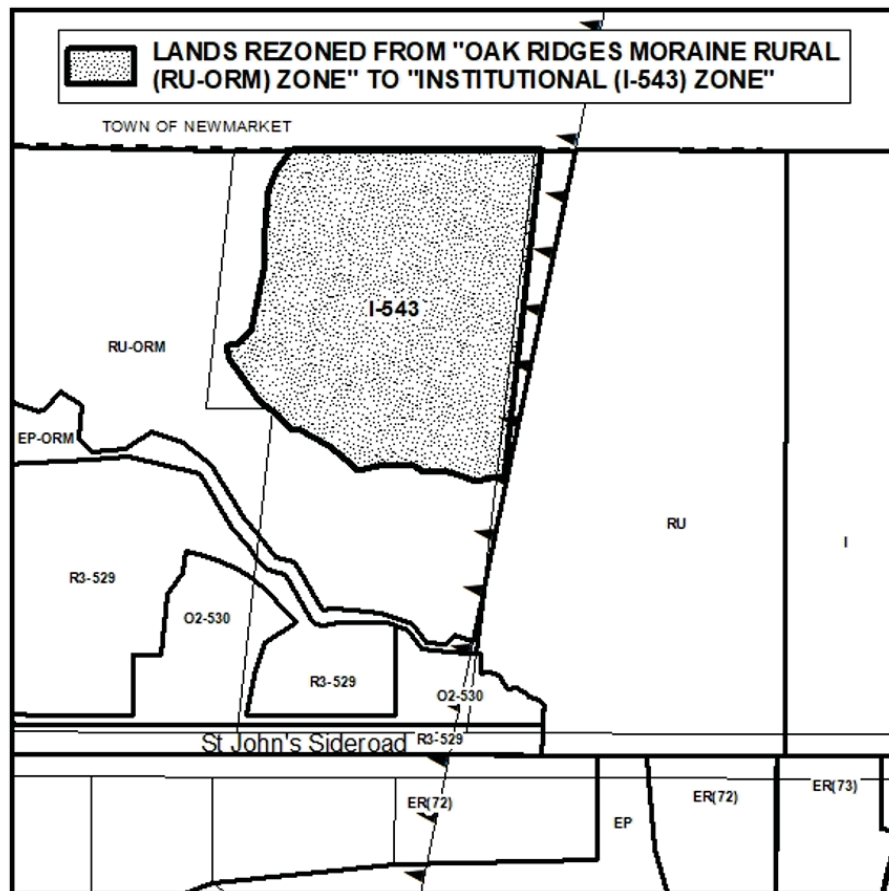 LANDS REZONED FROM "OAK RIDGES MORAINE RURAL
(RU-ORM) ZONE" TO "INSTITUTIONAL (I-543) ZONE"
TOWN OF NEWMARKET
I-543
RU-ORM
EP-ORM
RU
I
R3-529
O2-530
R3-529
O2-530
St John's Sideroad
R3-529
ER(72)
EP
ER(72)
ER(73)